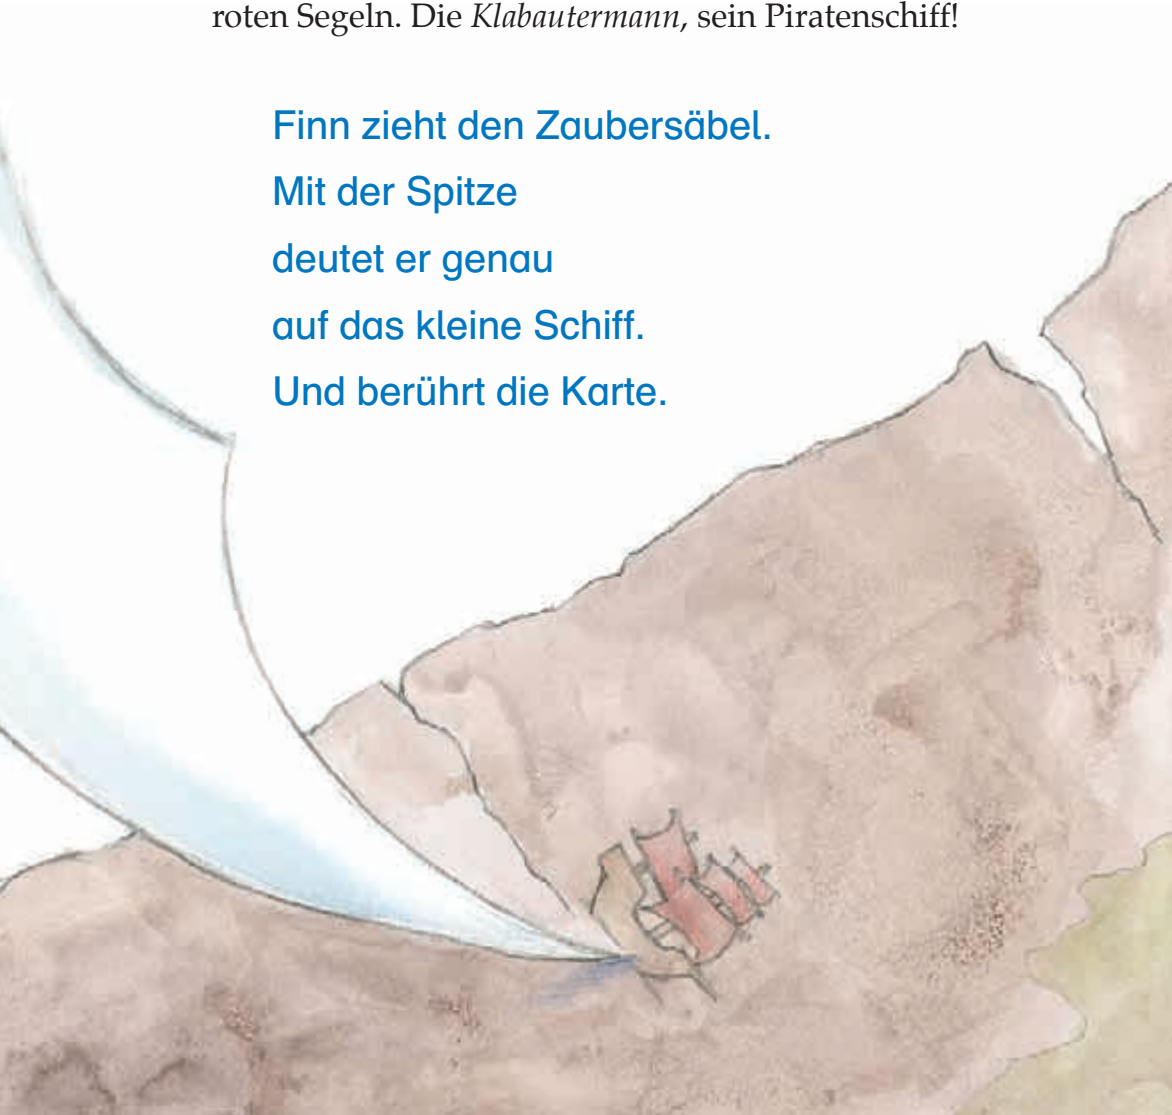 roten Segeln. Die Klabautermann, sein Piratenschiff!
Finn zieht den Zaubersäbel.
Mit der Spitze
deutet er genau
auf das kleine Schiff.
Und berührt die Karte.